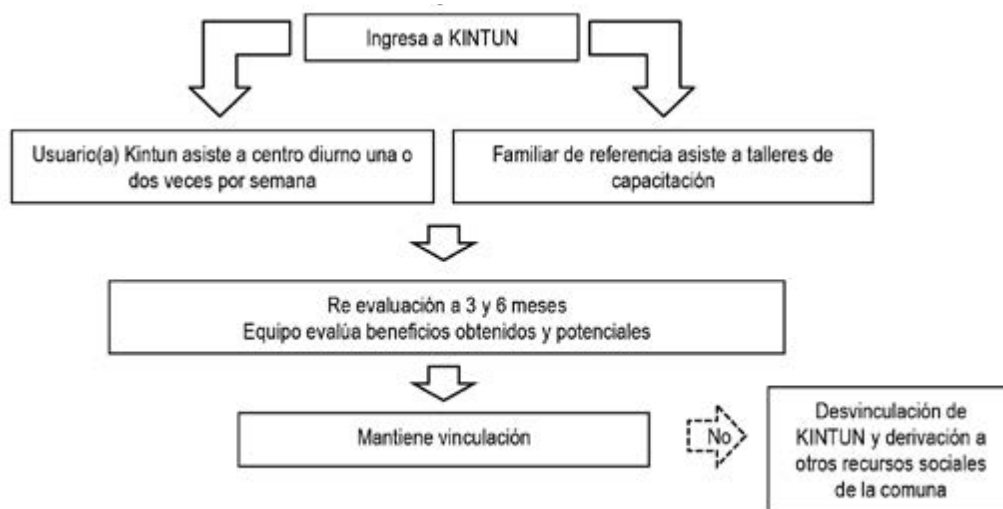 Ingresa a KINTUN
Usuario(a) Kintun asiste a centro diurno una o
dos veces por semana
Familiar de referencia asiste a talleres de
capacitación
Re evaluación a 3 y 6 meses
Equipo evalúa beneficios obtenidos y potenciales
Mantiene vinculación
No
Desvinculación de
KINTUN y derivación a
otros recursos sociales
de la comuna